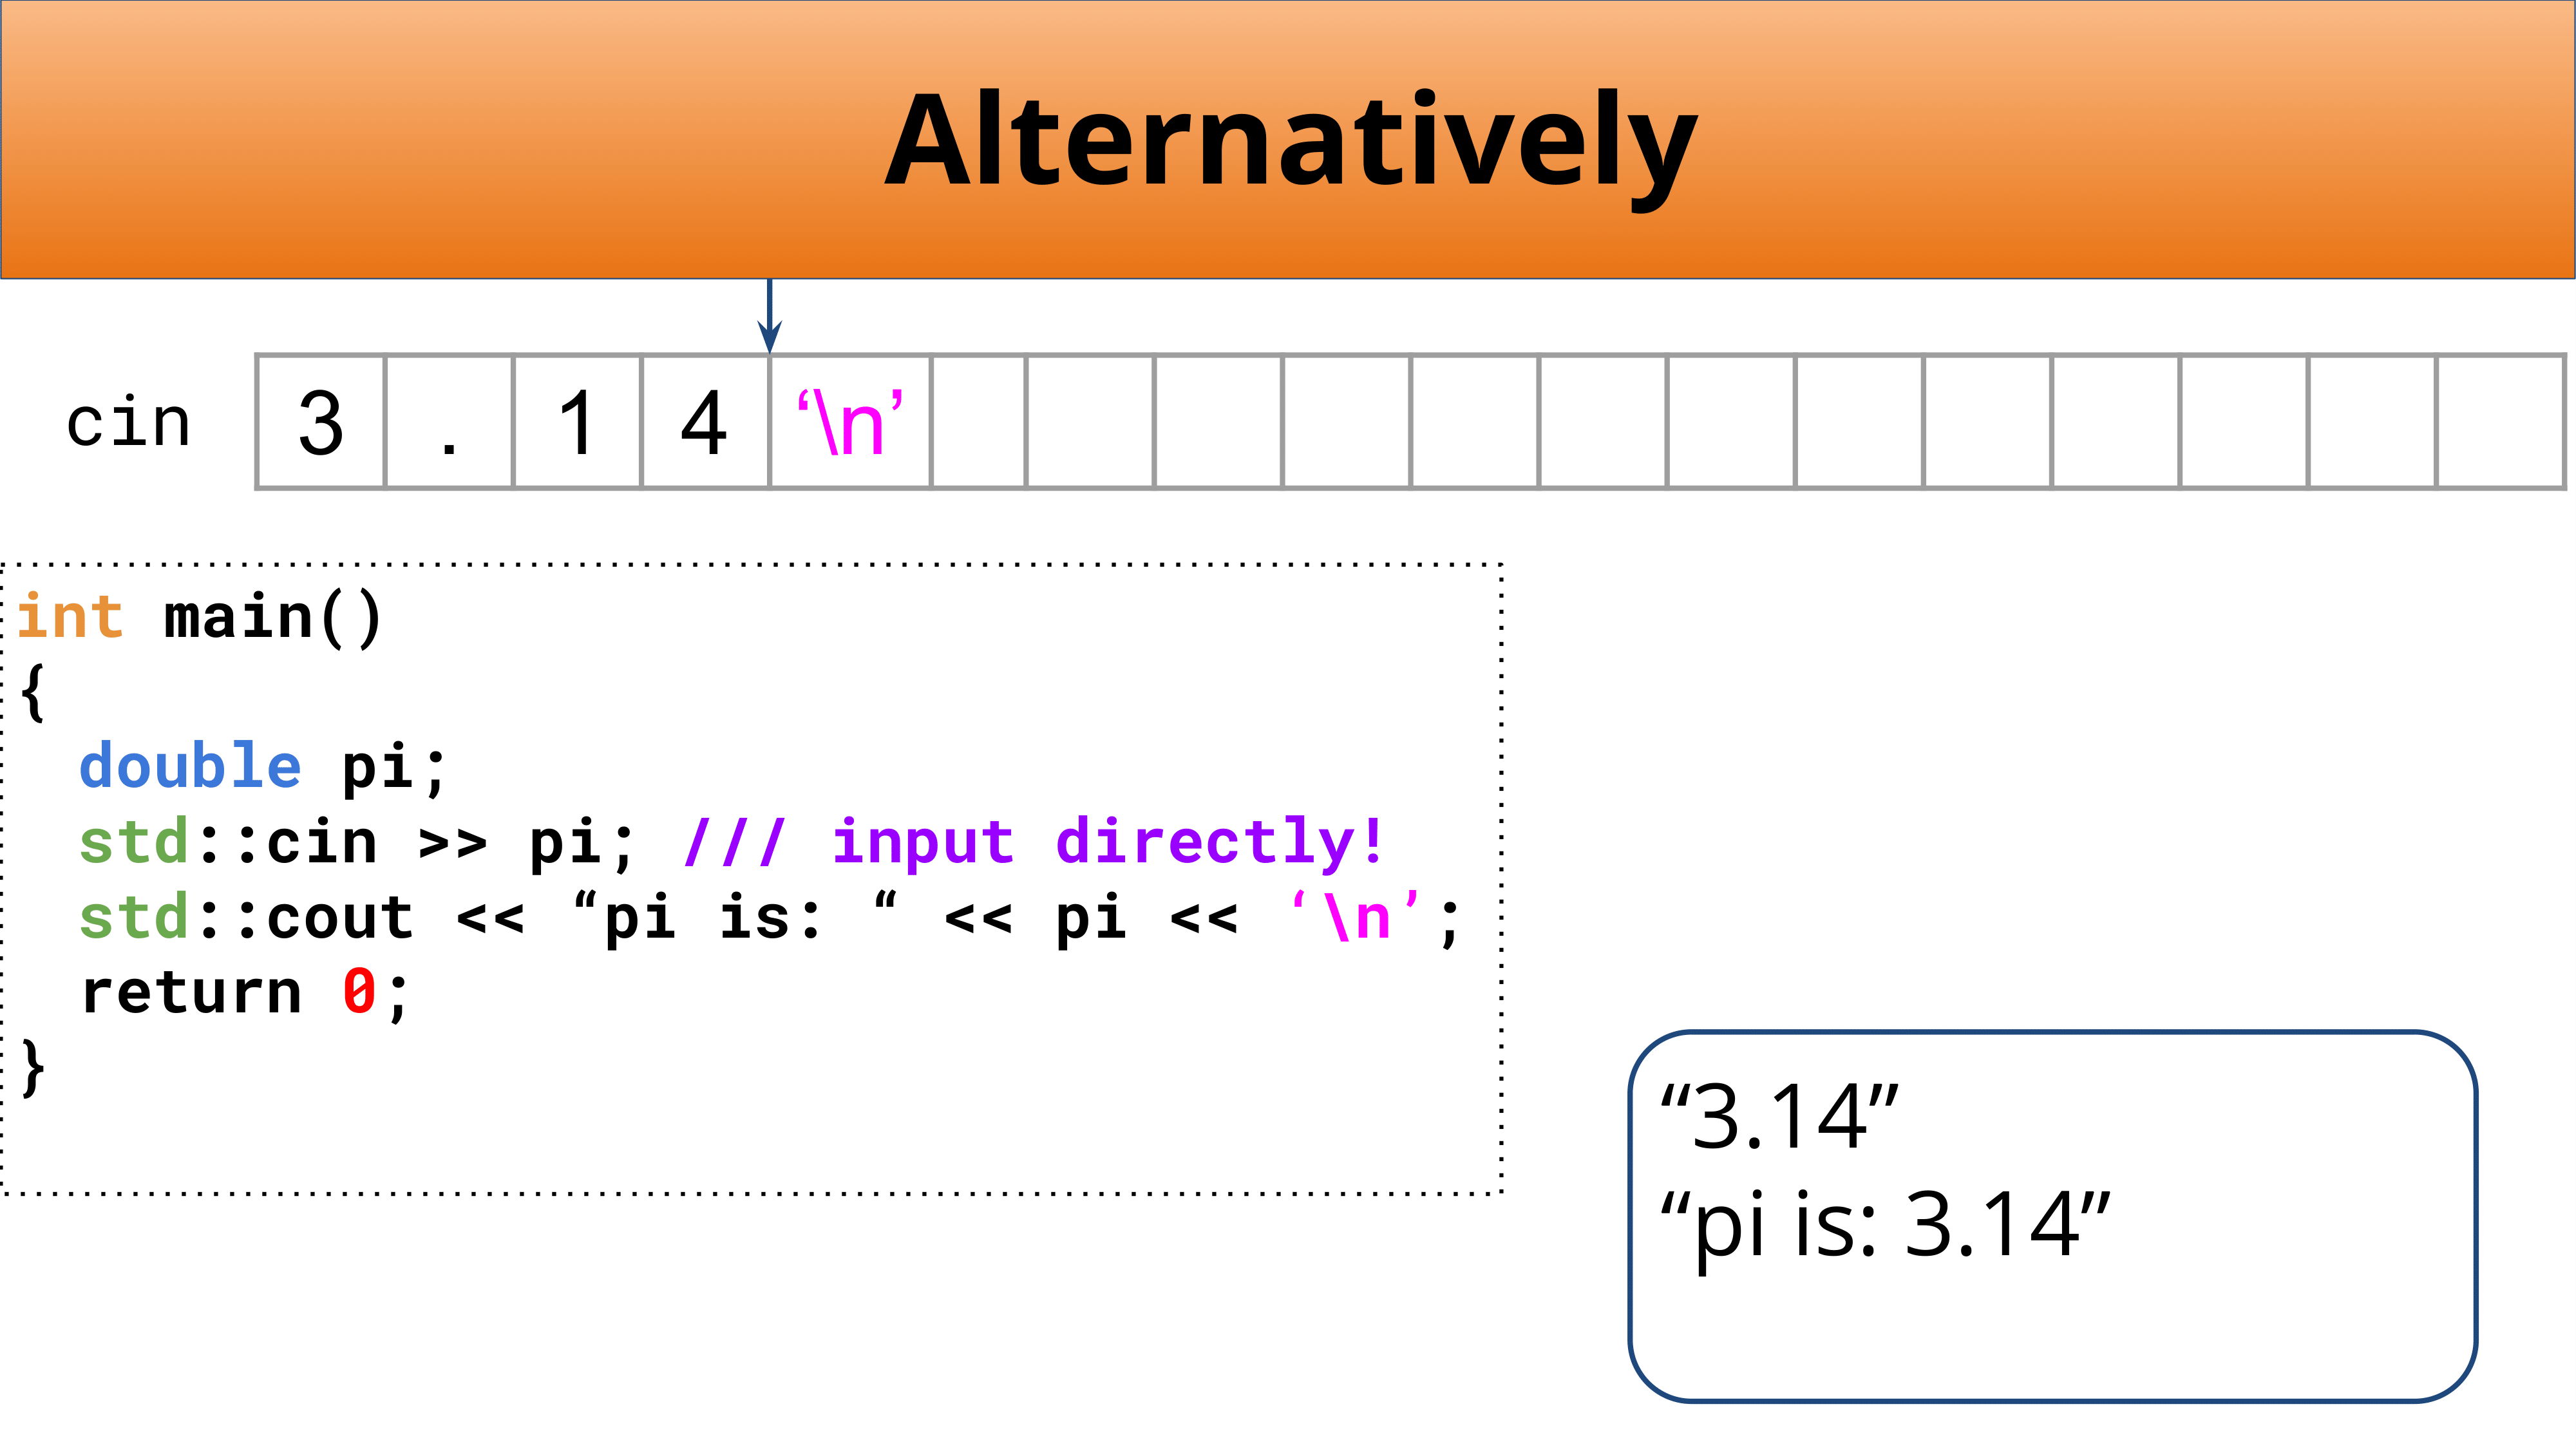 Alternatively
cin 3 . 1 4 ‘\n’
int main()
{
  double pi;
  std::cin >> pi; /// input directly!
  std::cout << “pi is: “ << pi << ‘\n’;
  return 0;
}
“3.14”
“pi is: 3.14”